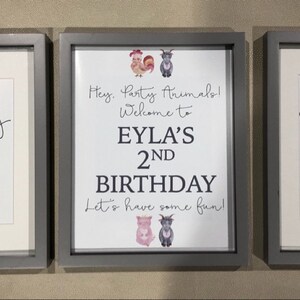 Hey, Party Animals!
Welcome to
EYLA'S
2ND
BIRTHDAY
Let's have some fun!